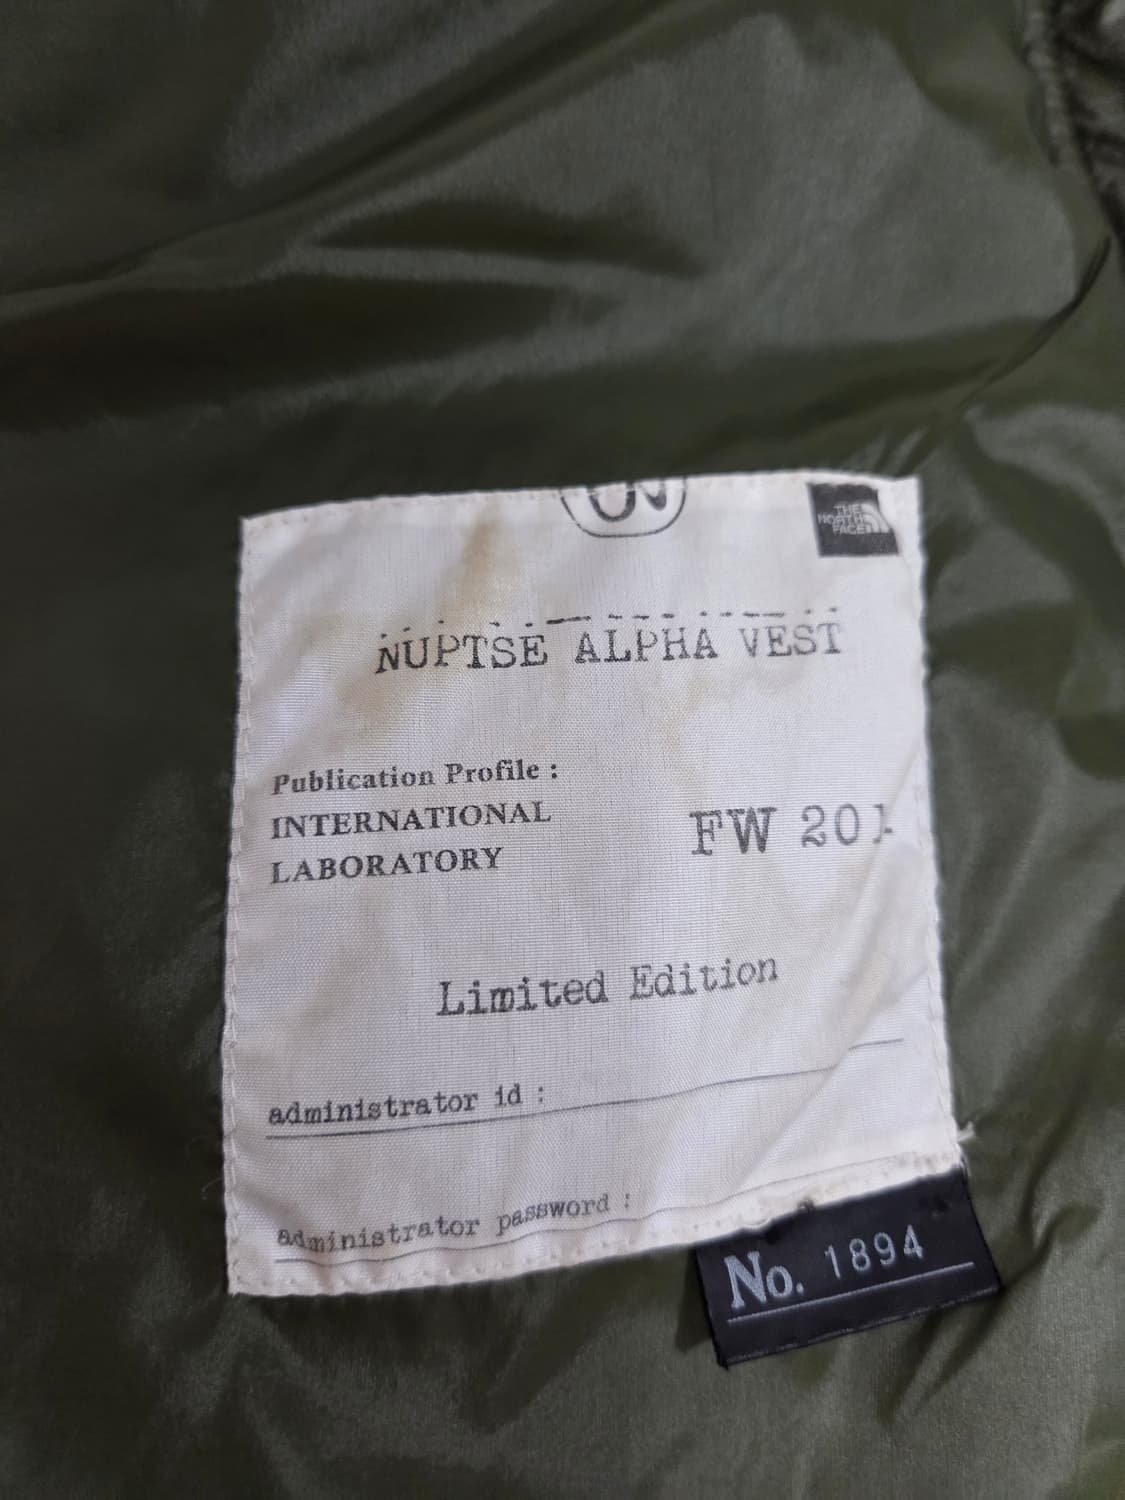 THE
NORTH
FACE
NUPTSE ALPHA VEST
Publication Profile :
INTERNATIONAL
LABORATORY
FW 201
Limited Edition
administrator id :
administrator password :
No. 1894